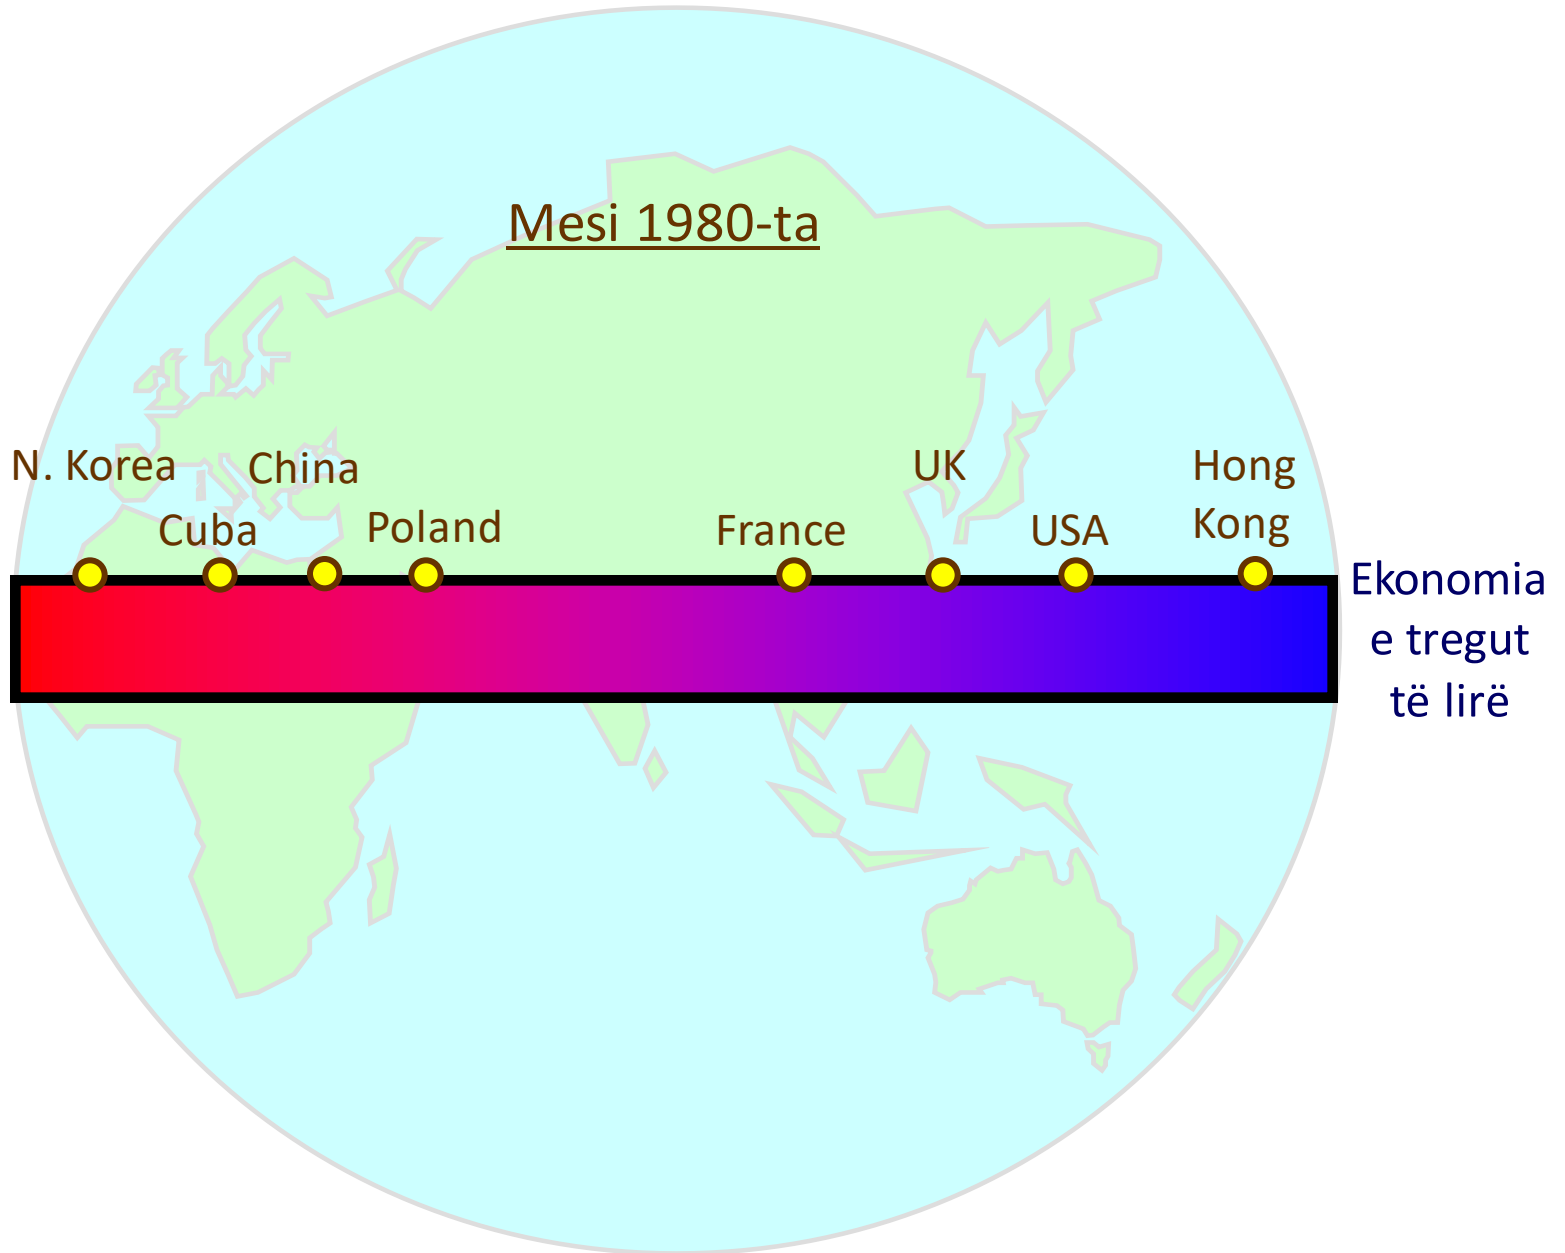 Mesi 1980-ta
N. Korea
Cuba
China
Poland
France
UK
USA
Hong
Kong
Ekonomia
e tregut
të lirë